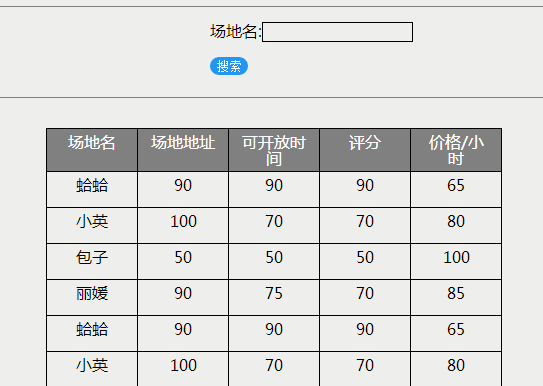 场地名:
搜索
场地名 场地地址 可开放时间 评分 价格/小时
蛤蛤 90 90 90 65
小英 100 70 70 80
包子 50 50 50 100
丽媛 90 75 70 85
蛤蛤 90 90 90 65
小英 100 70 70 80